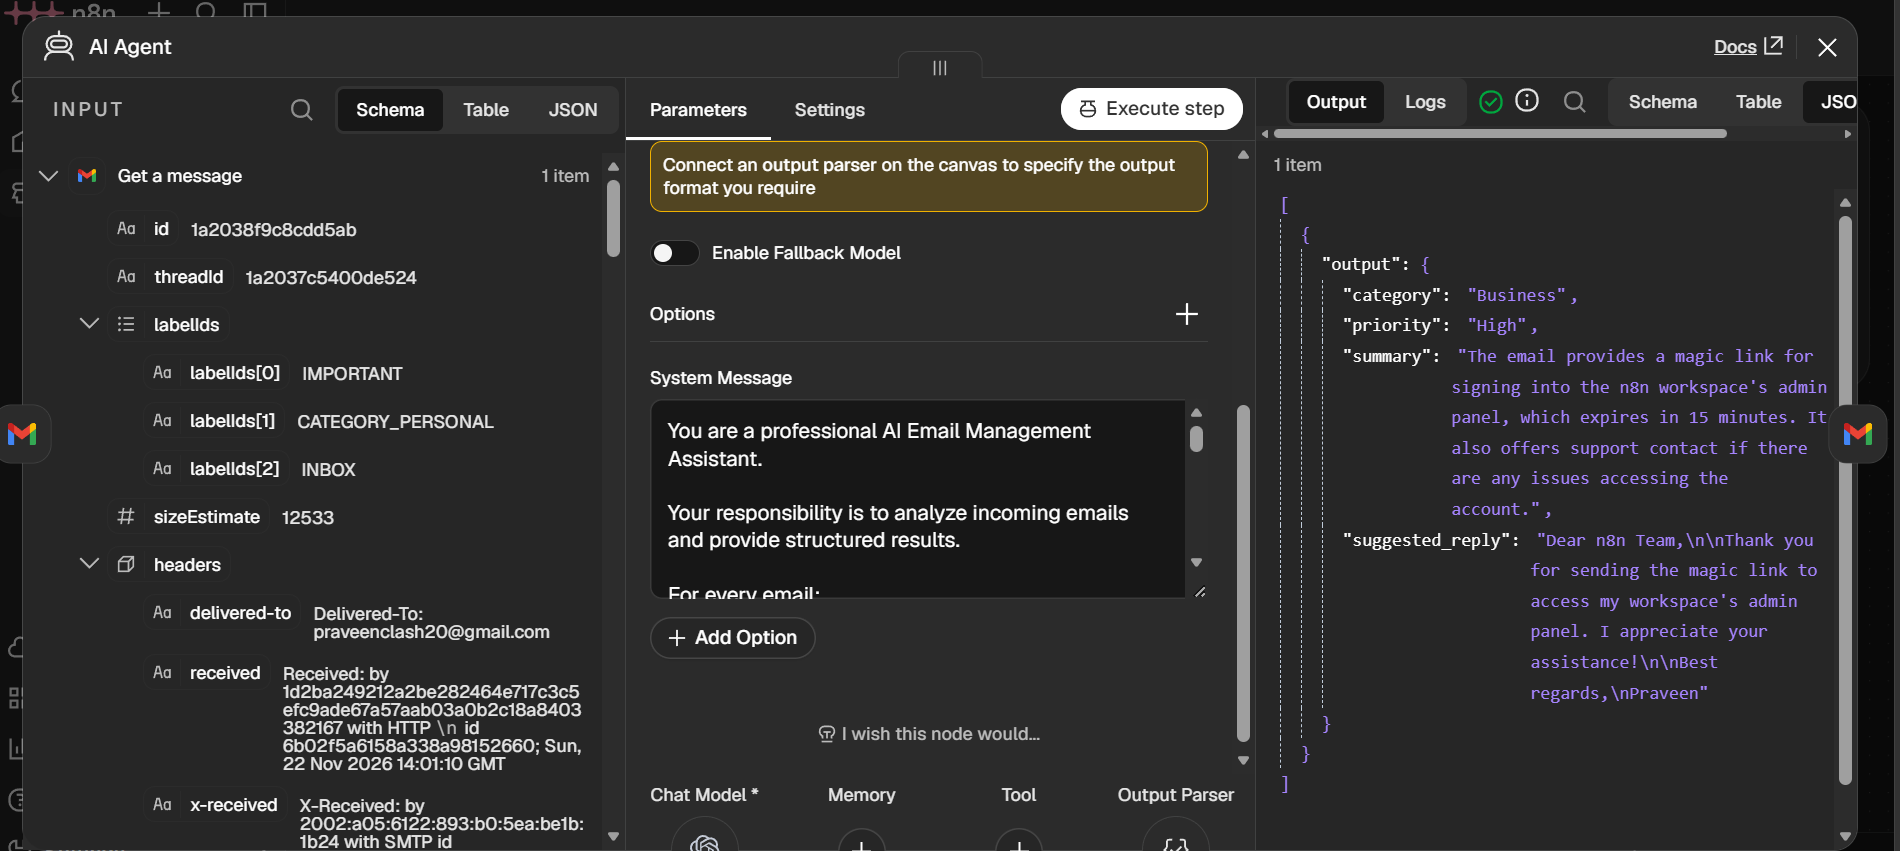 n8n
AI Agent
Docs
INPUT
Schema
Table
JSON
Get a message
1 item
Aa id 1a2038f9c8cdd5ab
Aa threadId 1a2037c5400de524
labelIds
Aa labelIds[0] IMPORTANT
Aa labelIds[1] CATEGORY_PERSONAL
Aa labelIds[2] INBOX
# sizeEstimate 12533
headers
Aa delivered-to Delivered-To:
praveenclash20@gmail.com
Aa received Received: by
1d2ba249212a2be282464e717c3c5
efc9ade67a57aab03a0b2c18a8403
382167 with HTTP \n id
6b02f5a6158a338a98152660; Sun,
22 Nov 2026 14:01:10 GMT
Aa x-received X-Received: by
2002:a05:6122:893:b0:5ea:be1b:
1b24 with SMTP id
Parameters
Settings
Execute step
Connect an output parser on the canvas to specify the output
format you require
Enable Fallback Model
Options
System Message
You are a professional AI Email Management
Assistant.
Your responsibility is to analyze incoming emails
and provide structured results.
For every email:
Add Option
I wish this node would...
Chat Model *
Memory
Tool
Output Parser
Output
Logs
Schema
Table
JSO
1 item
[
{
"output": {
"category": "Business",
"priority": "High",
"summary": "The email provides a magic link for
signing into the n8n workspace's admin
panel, which expires in 15 minutes. It
also offers support contact if there
are any issues accessing the
account.",
"suggested_reply": "Dear n8n Team,\n\nThank you
for sending the magic link to
access my workspace's admin
panel. I appreciate your
assistance!\n\nBest
regards,\nPraveen"
}
}
]